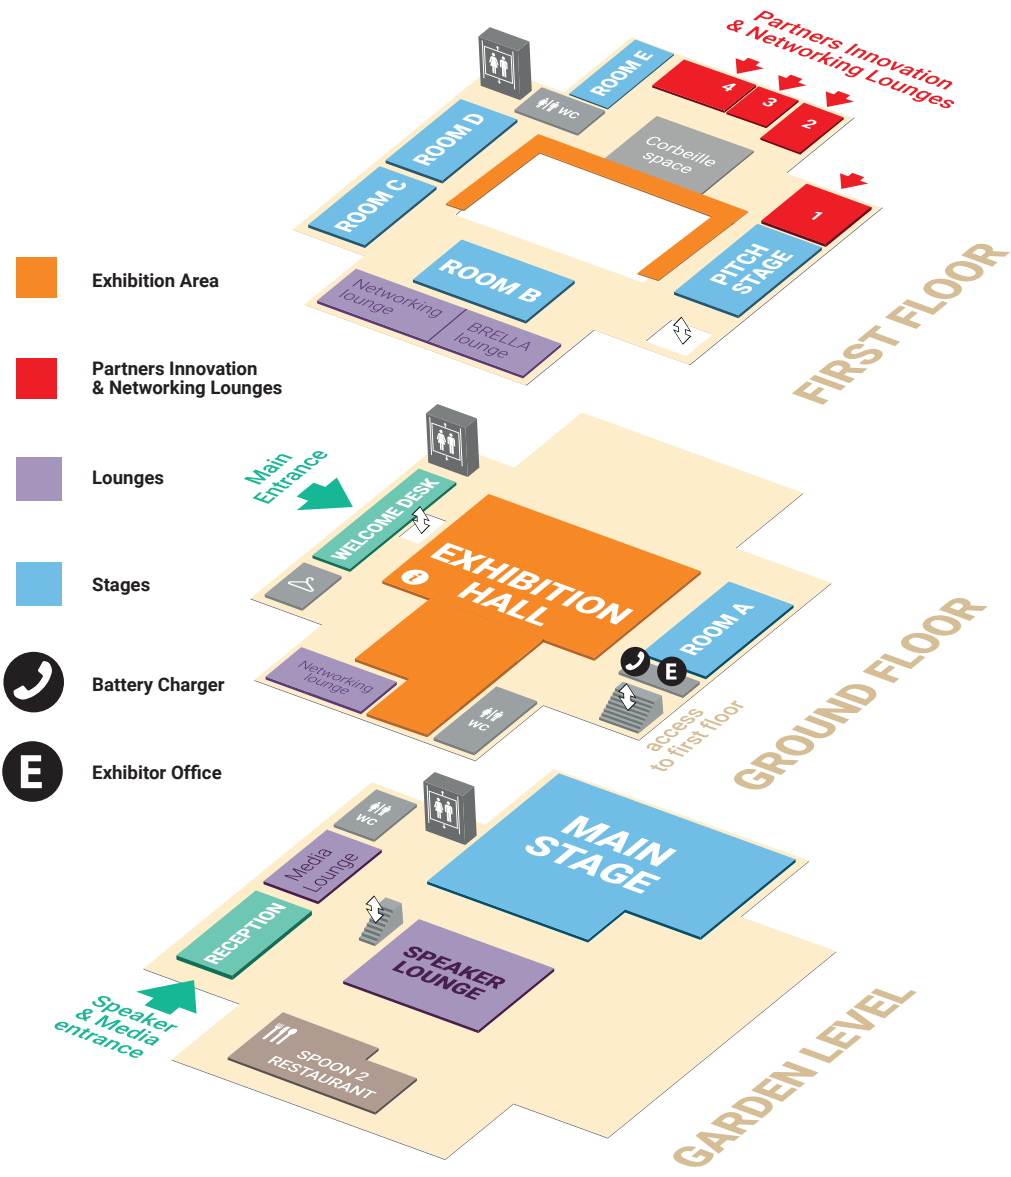 Partners Innovation
& Networking Lounges
ROOM E
4
3
2
WC
ROOM D
Corbeille
space
ROOM C
1
PITCH
STAGE
ROOM B
Networking
lounge
BRELLA
lounge
FIRST FLOOR
Exhibition Area
Partners Innovation
& Networking Lounges
Lounges
Stages
Battery Charger
E
Exhibitor Office
Main
Entrance
WELCOME DESK
EXHIBITION
HALL
i
ROOM A
E
Networking
lounge
WC
access
to first floor
GROUND FLOOR
WC
MAIN
STAGE
Media
Lounge
RECEPTION
SPEAKER
LOUNGE
Speaker
& Media
entrance
SPOON 2
RESTAURANT
GARDEN LEVEL